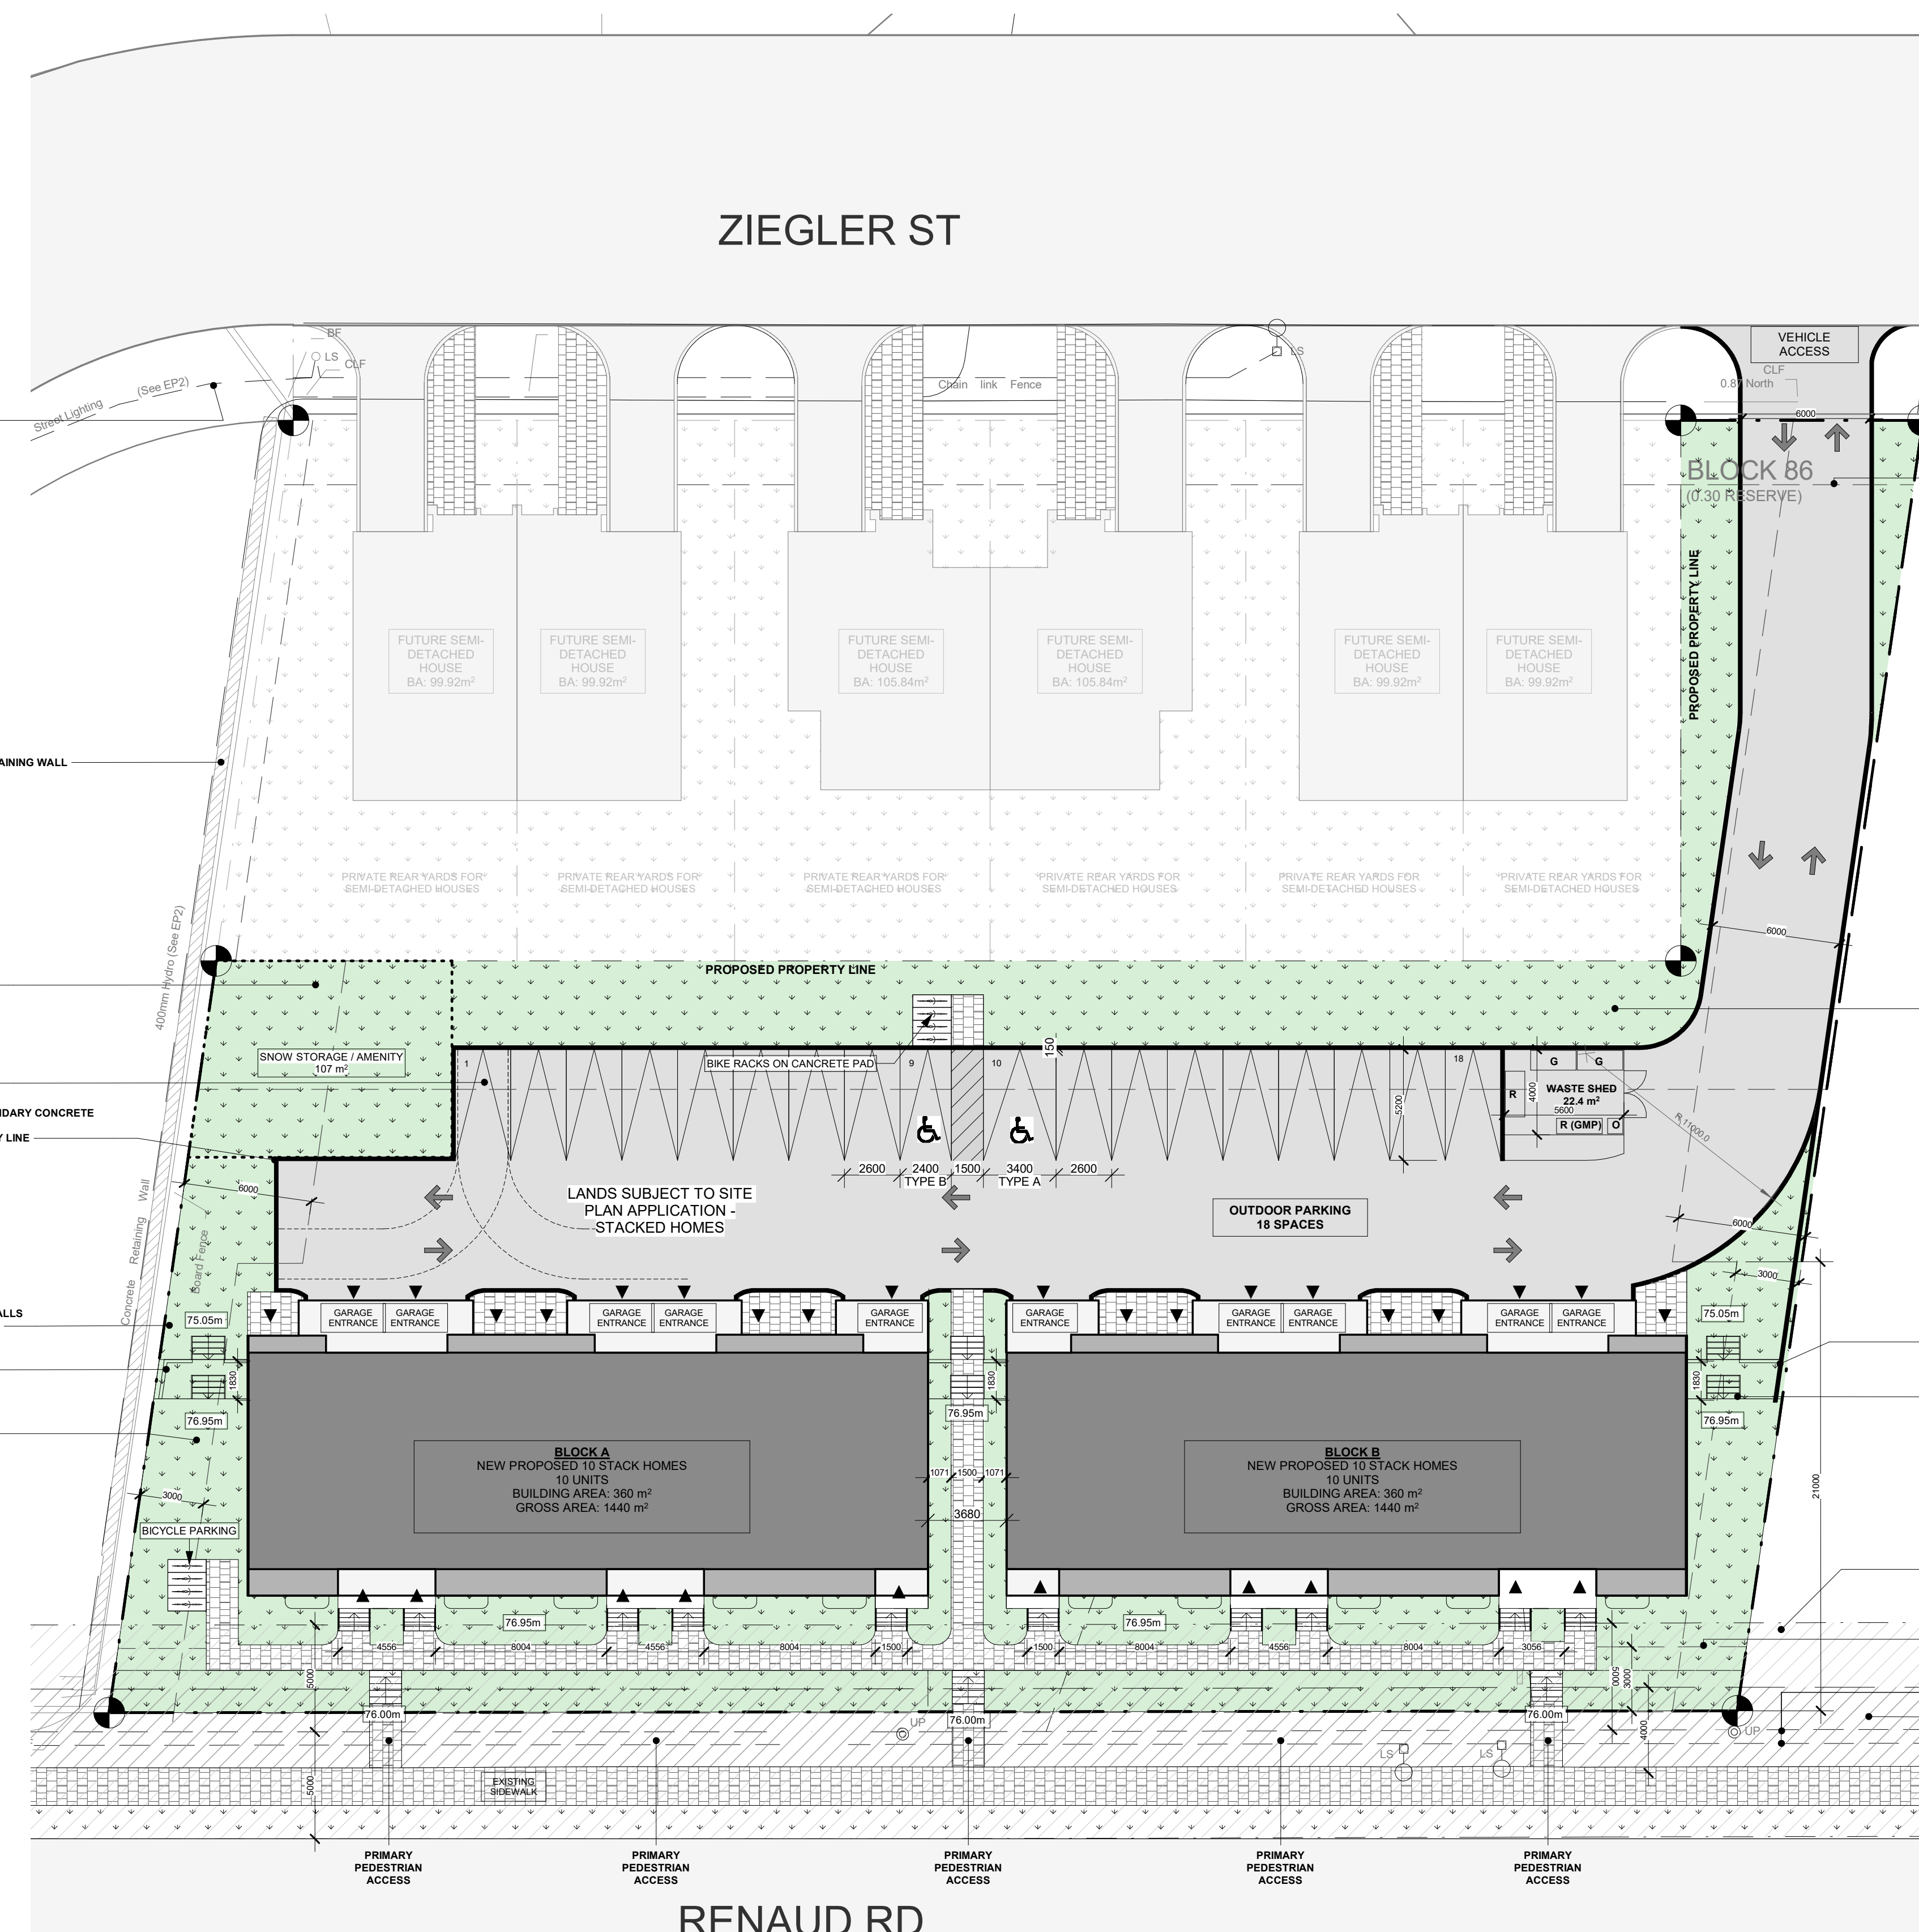 ZIEGLER ST
BF
LS
CLF
(See EP2)
Street Lighting
Chain link Fence
LS
VEHICLE
ACCESS
CLF
0.87 North
6000
BLOCK 86
(0.30 RESERVE)
PROPOSED PROPERTY LINE
FUTURE SEMI-
DETACHED
HOUSE
BA: 99.92m²
FUTURE SEMI-
DETACHED
HOUSE
BA: 99.92m²
FUTURE SEMI-
DETACHED
HOUSE
BA: 105.84m²
FUTURE SEMI-
DETACHED
HOUSE
BA: 105.84m²
FUTURE SEMI-
DETACHED
HOUSE
BA: 99.92m²
FUTURE SEMI-
DETACHED
HOUSE
BA: 99.92m²
AINING WALL
PRIVATE REAR YARDS FOR
SEMI-DETACHED HOUSES
PRIVATE REAR YARDS FOR
SEMI-DETACHED HOUSES
PRIVATE REAR YARDS FOR
SEMI-DETACHED HOUSES
PRIVATE REAR YARDS FOR
SEMI-DETACHED HOUSES
PRIVATE REAR YARDS FOR
SEMI-DETACHED HOUSES
PRIVATE REAR YARDS FOR
SEMI-DETACHED HOUSES
400mm Hydro (See EP2)
6000
PROPOSED PROPERTY LINE
SNOW STORAGE / AMENITY
107 m²
1
BIKE RACKS ON CANCRETE PAD
9
10
150
18
5200
G
G
R
4000
WASTE SHED
22.4 m²
5600
R (GMP)
O
R 11000.0
NDARY CONCRETE
Y LINE
2600
2400
1500
3400
2600
TYPE B
TYPE A
6000
LANDS SUBJECT TO SITE
PLAN APPLICATION -
STACKED HOMES
OUTDOOR PARKING
18 SPACES
6000
3000
Concrete Retaining Wall
Board Fence
ALLS
75.05m
GARAGE
ENTRANCE
GARAGE
ENTRANCE
GARAGE
ENTRANCE
GARAGE
ENTRANCE
GARAGE
ENTRANCE
GARAGE
ENTRANCE
GARAGE
ENTRANCE
GARAGE
ENTRANCE
GARAGE
ENTRANCE
GARAGE
ENTRANCE
75.05m
1830
1830
1830
76.95m
76.95m
76.95m
BLOCK A
NEW PROPOSED 10 STACK HOMES
10 UNITS
BUILDING AREA: 360 m²
GROSS AREA: 1440 m²
1071
1500
1071
3680
BLOCK B
NEW PROPOSED 10 STACK HOMES
10 UNITS
BUILDING AREA: 360 m²
GROSS AREA: 1440 m²
21000
3000
BICYCLE PARKING
76.95m
76.95m
4556
8004
4556
8004
1500
1500
8004
4556
8004
3056
5000
5000
3000
76.00m
76.00m
76.00m
UP
UP
4000
LS
LS
5000
EXISTING
SIDEWALK
PRIMARY
PEDESTRIAN
ACCESS
PRIMARY
PEDESTRIAN
ACCESS
PRIMARY
PEDESTRIAN
ACCESS
PRIMARY
PEDESTRIAN
ACCESS
PRIMARY
PEDESTRIAN
ACCESS
RENAUD RD